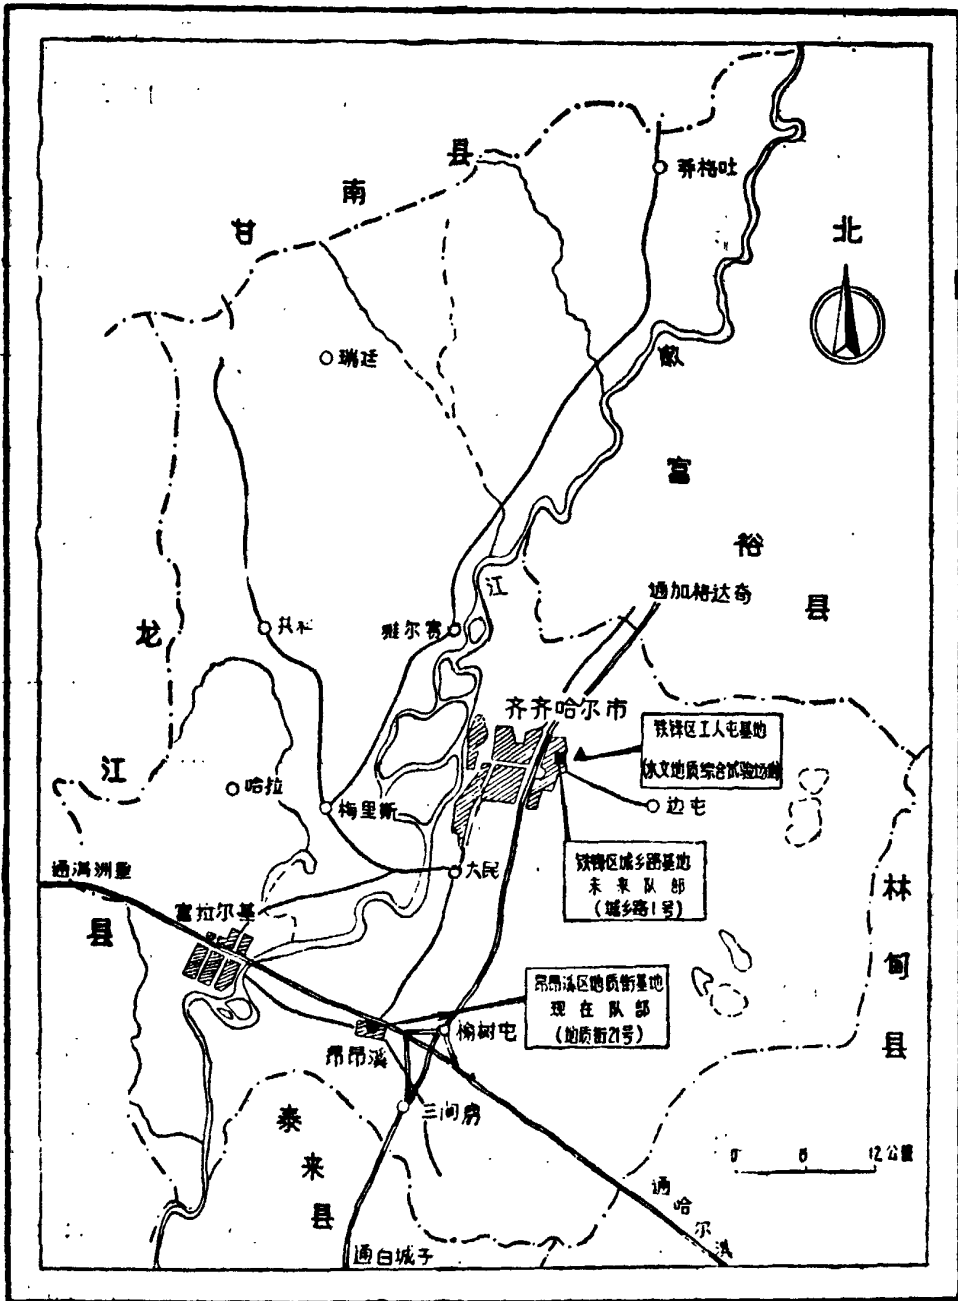 甘南县
莽格吐
北
瑞廷
嫩
江
富裕县
通加格达奇
共和
雅尔赛
龙江县
齐齐哈尔市
铁锋区工人屯基地
(水文地质综合试验场)
哈拉
梅里斯
边屯
通满洲里
大民
铁锋区城乡路基地
未来队部
(城乡路1号)
林甸县
富拉尔基
昂昂溪区地质街基地
现在队部
(地质街21号)
榆树屯
昂昂溪
三间房
泰来县
0 6 12公里
通哈尔滨
通白城子